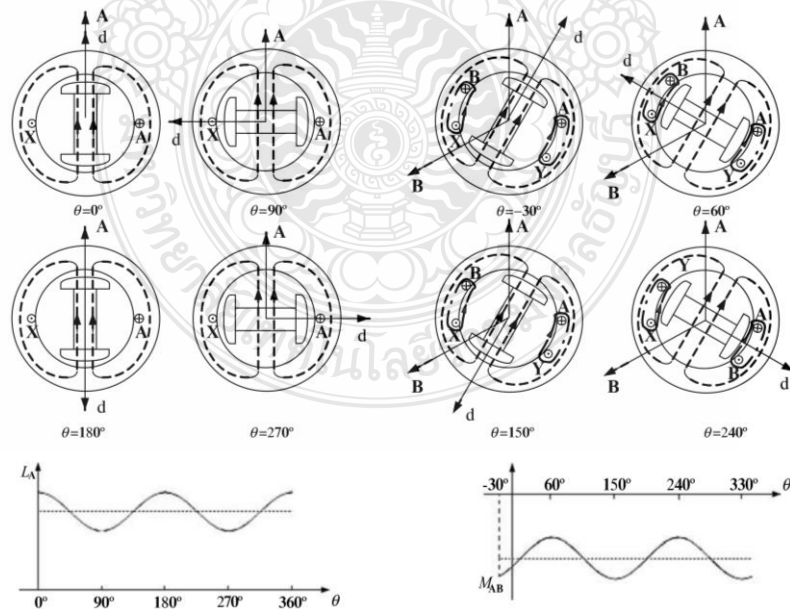 A A A A
d d d
B B
X A d X A X A X A
Y Y
B B
θ=0° θ=90° θ=-30° θ=60°
A A A A
B Y
X A X A d X A X A
Y B
B B
d d d
θ=180° θ=270° θ=150° θ=240°
L_A
-30° 60° 150° 240° 330° θ
M_AB
0° 90° 180° 270° 360° θ